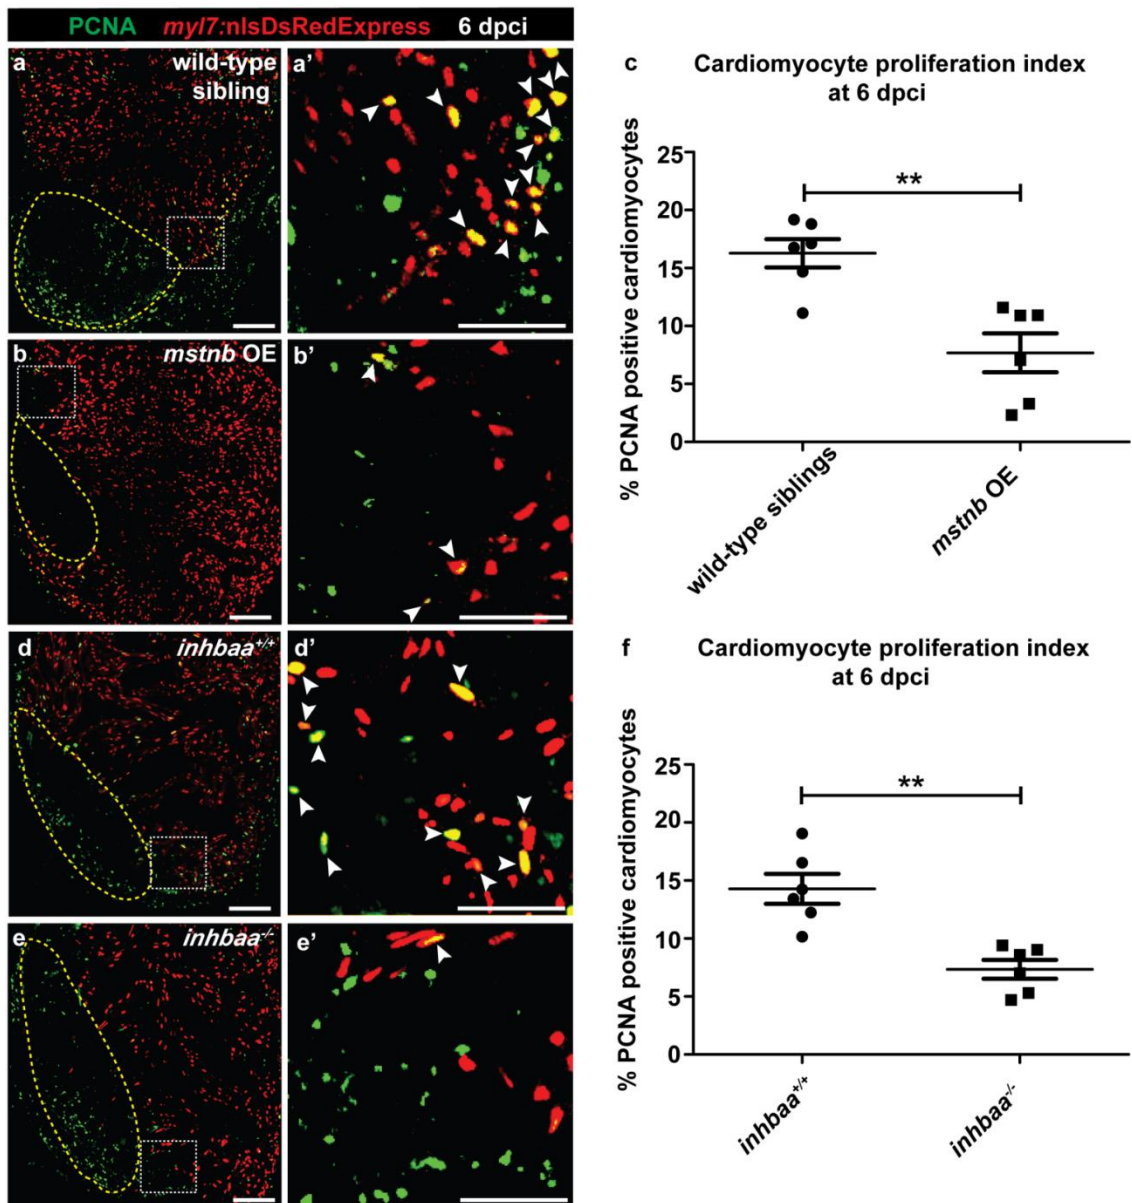 PCNA myl7:nlsDsRedExpress 6 dpci
a wild-type
sibling
a'
b mstnb OE
b'
c Cardiomyocyte proliferation index
at 6 dpci
% PCNA positive cardiomyocytes
25
20
15
10
5
0
**
wild-type siblings
mstnb OE
d inhbaa+/+
d'
e inhbaa-/-
e'
f Cardiomyocyte proliferation index
at 6 dpci
% PCNA positive cardiomyocytes
25
20
15
10
5
0
**
inhbaa+/+
inhbaa-/-